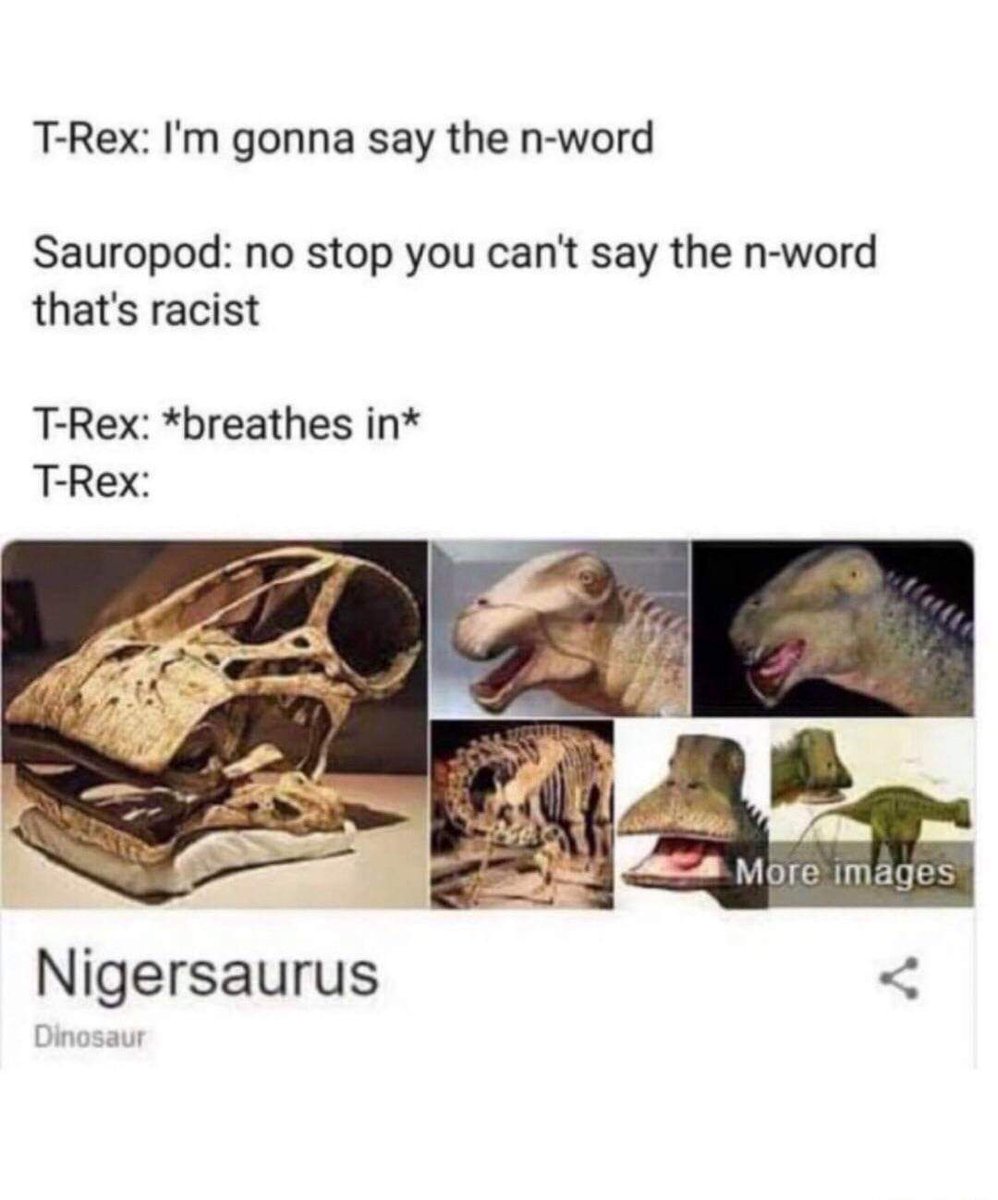 T-Rex: I'm gonna say the n-word
Sauropod: no stop you can't say the n-word
that's racist
T-Rex: *breathes in*
T-Rex:
More images
Nigersaurus
Dinosaur